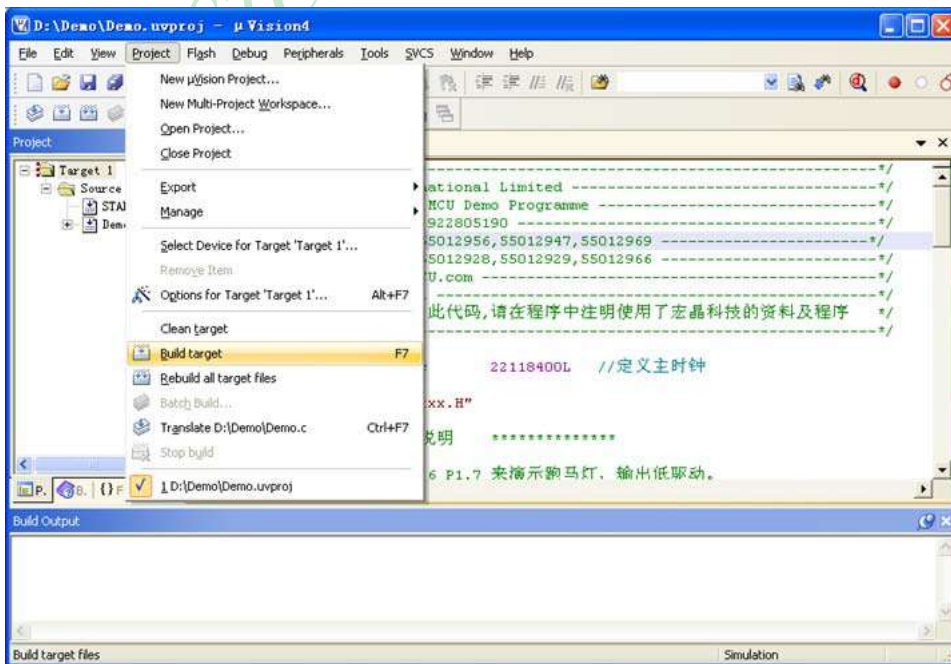 D:\Demo\Demo.uvproj - μVision4
File Edit View Project Flash Debug Peripherals Tools SVCS Window Help
Project
Target 1
Source
STA
Demo
New μVision Project...
New Multi-Project Workspace...
Open Project...
Close Project
Export
Manage
Select Device for Target 'Target 1'...
Remove Item
Options for Target 'Target 1'... Alt+F7
Clean target
Build target F7
Rebuild all target files
Batch Build...
Translate D:\Demo\Demo.c Ctrl+F7
Stop build
1 D:\Demo\Demo.uvproj
---*/
ational Limited ---*/
MCU Demo Programme ---*/
922805190 ---*/
5012956,55012947,55012969 ---*/
5012928,55012929,55012966 ---*/
U.com ---*/
---*/
此代码,请在程序中注明使用了宏晶科技的资料及程序 */
---*/
22118400L //定义主时钟
xx.H"
说明 **************
6 P1.7 来演示跑马灯，输出低驱动。
P. B. {} F
Build Output
Build target files Simulation